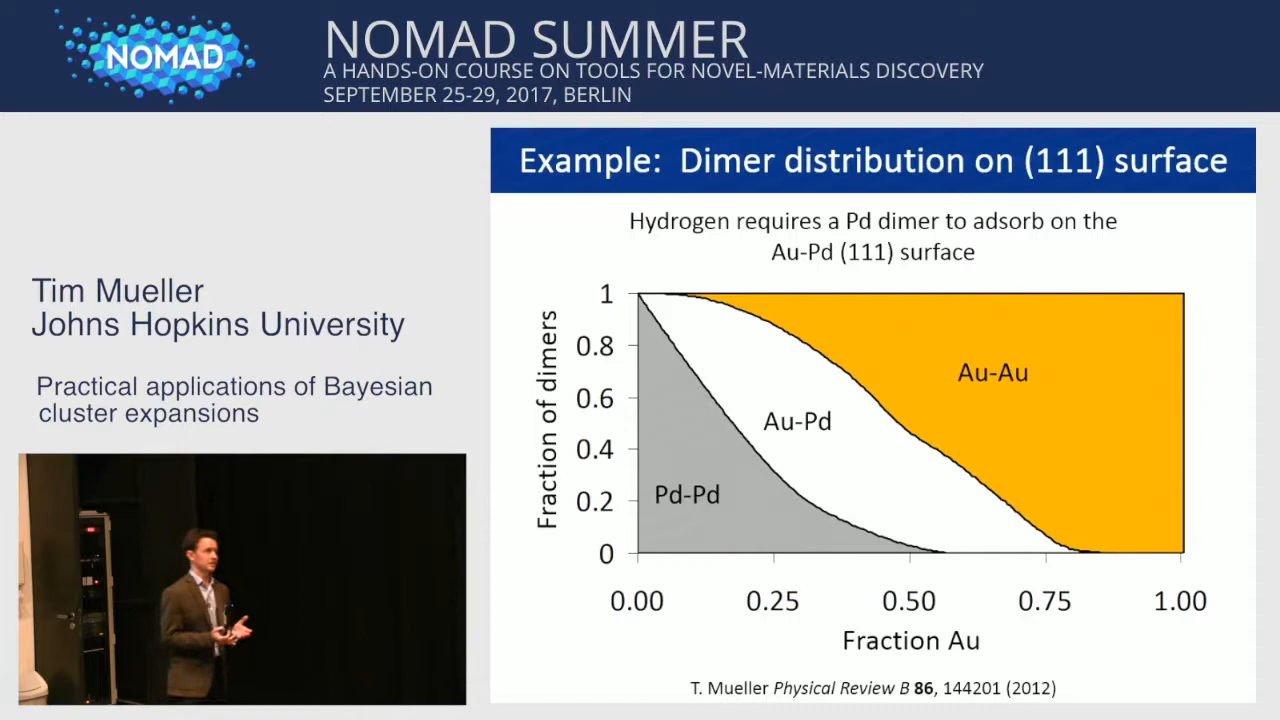 NOMAD
NOMAD SUMMER
A HANDS-ON COURSE ON TOOLS FOR NOVEL-MATERIALS DISCOVERY
SEPTEMBER 25-29, 2017, BERLIN
Tim Mueller
Johns Hopkins University
Practical applications of Bayesian
cluster expansions
Example: Dimer distribution on (111) surface
Hydrogen requires a Pd dimer to adsorb on the
Au-Pd (111) surface
Fraction of dimers
1
0.8
0.6
0.4
0.2
0
Au-Au
Au-Pd
Pd-Pd
0.00 0.25 0.50 0.75 1.00
Fraction Au
T. Mueller Physical Review B 86, 144201 (2012)